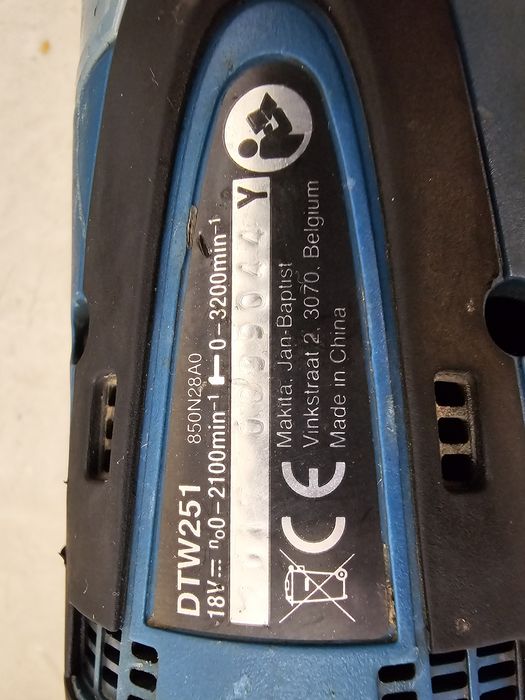 DTW251 850N28A0
18V ⎓ n₀0-2100min⁻¹ 0-3200min⁻¹
Y
CE
Makita, Jan-Baptist
Vinkstraat 2, 3070, Belgium
Made in China